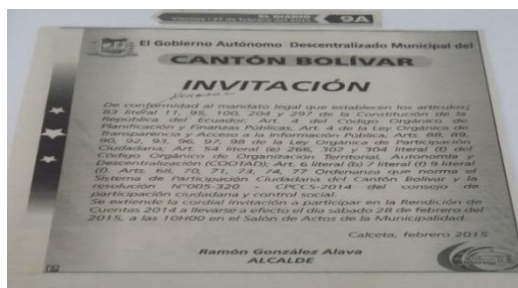 Viernes 27 de febrero del 2015 EL DIARIO 9A
El Gobierno Autónomo Descentralizado Municipal del
CANTÓN BOLÍVAR
INVITACIÓN
De conformidad al mandato legal que establecen los artículos;
83 literal 11, 95, 100, 204 y 297 de la Constitución de la
República del Ecuador; Art. 4 del Código Orgánico de
Planificación y Finanzas Públicas, Art. 4 de la Ley Orgánica de
Transparencia y Acceso a la Información Pública, Arts. 88, 89,
90, 92, 93, 96, 97, 98 de la Ley Orgánica de Participación
Ciudadana; Art. 54 literal (e) 266, 302 y 304 literal (f) del
Código Orgánico de Organización Territorial, Autonomía y
Descentralización (COOTAD); Art. 6 literal (b) 7 literal (f) 9 literal
(f). Arts. 68, 70, 71, 73, 74, 77 Ordenanza que norma el
Sistema de Participación Ciudadana del Cantón Bolívar y la
resolución N°005-320 - CPCCS-2014 del consejo de
participación ciudadana y control social.
Se extiende la cordial invitación a participar en la Rendición de
Cuentas 2014 a llevarse a efecto el día sábado 28 de febrero del
2015, a las 10H00 en el Salón de Actos de la Municipalidad.
Calceta, febrero 2015
Ramón González Alava
ALCALDE